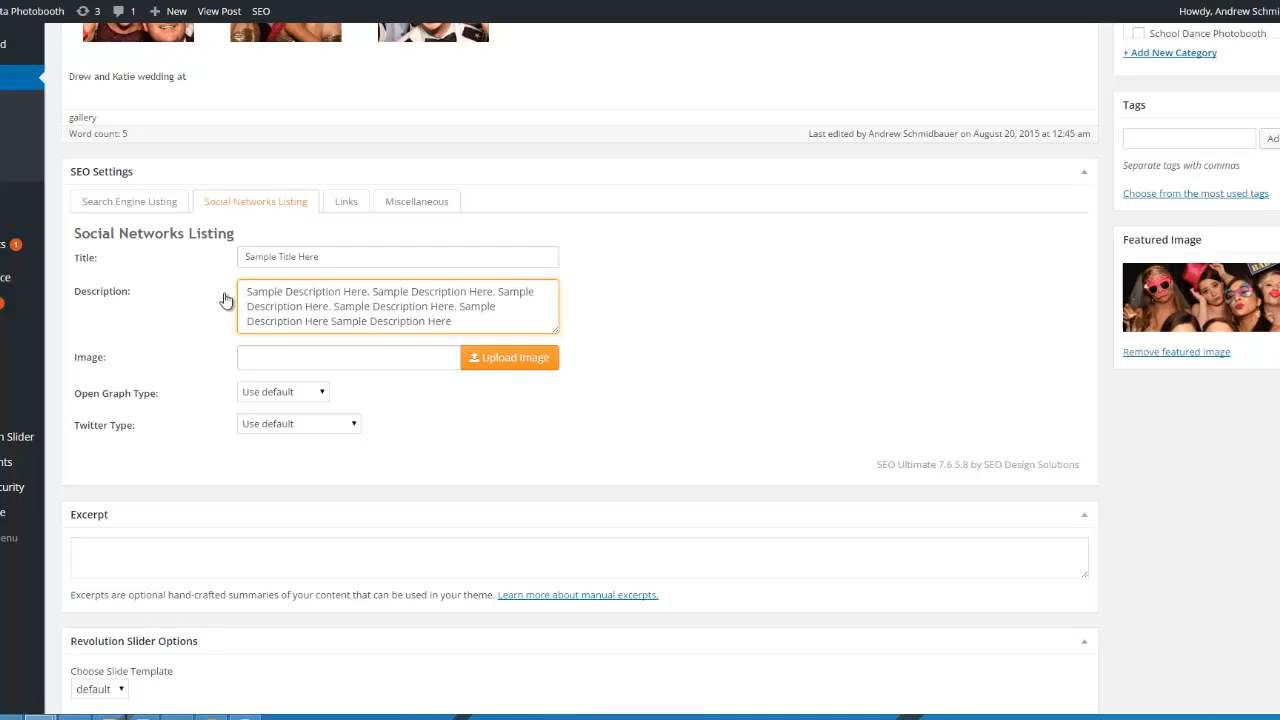 ta Photobooth 3 1 New View Post SEO Howdy, Andrew Schmi
School Dance Photobooth
+ Add New Category
Drew and Katie wedding at
gallery
Word count: 5 Last edited by Andrew Schmidbauer on August 20, 2015 at 12:45 am
Tags
Ad
Separate tags with commas
Choose from the most used tags
SEO Settings
Search Engine Listing Social Networks Listing Links Miscellaneous
Social Networks Listing
Title: Sample Title Here
Description: Sample Description Here. Sample Description Here. Sample
Description Here. Sample Description Here. Sample
Description Here Sample Description Here
Image: Upload Image
Open Graph Type: Use default
Twitter Type: Use default
SEO Ultimate 7.6.5.8 by SEO Design Solutions
Featured Image
Remove featured image
Excerpt
Excerpts are optional hand-crafted summaries of your content that can be used in your theme. Learn more about manual excerpts.
Revolution Slider Options
Choose Slide Template
default
d
ts 1
ce
n Slider
nts
curity
e
enu